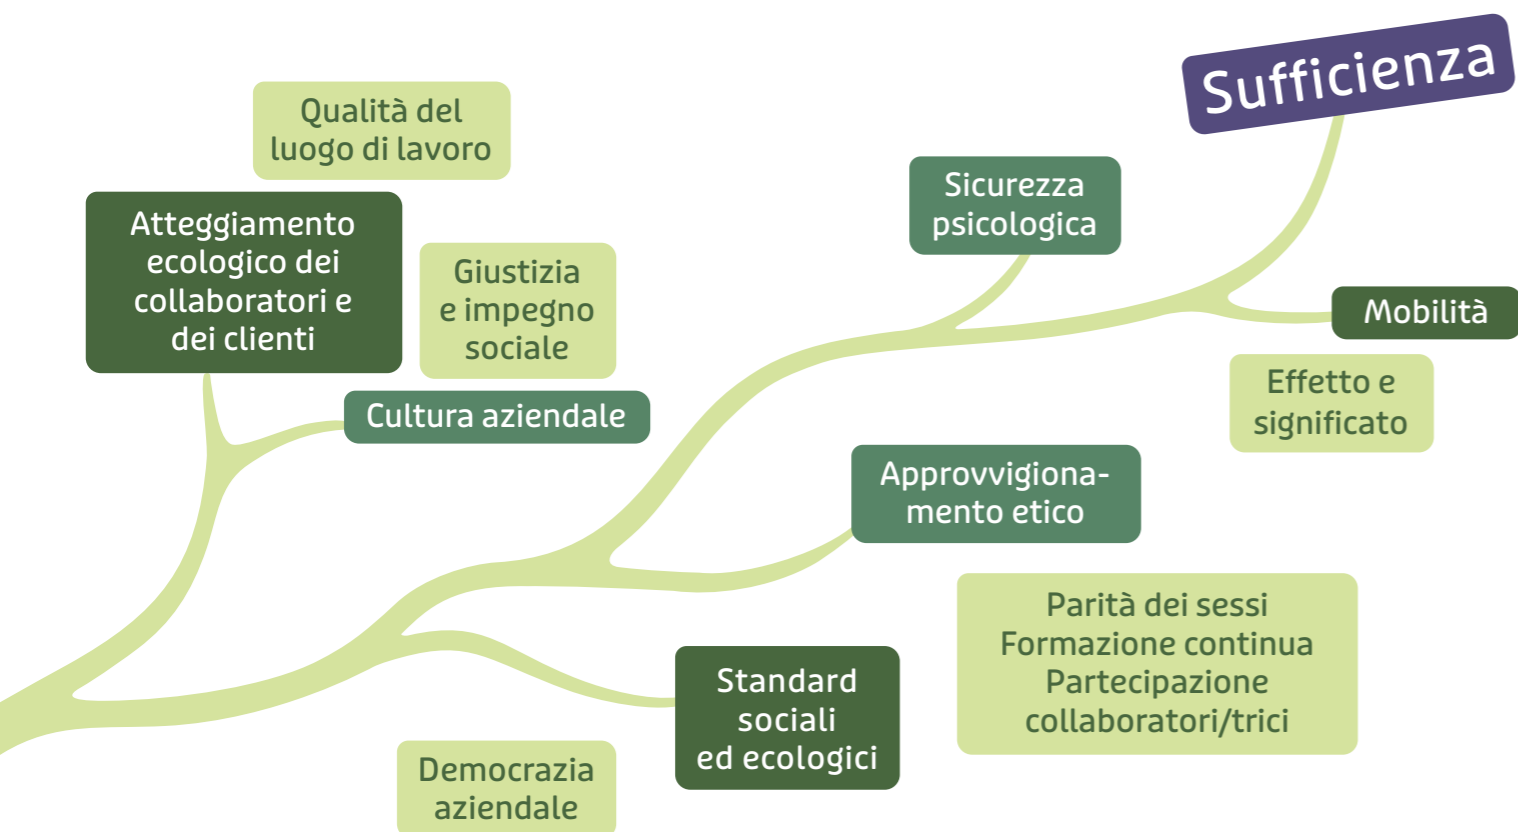 Sufficienza
Qualità del
luogo di lavoro
Sicurezza
psicologica
Atteggiamento
ecologico dei
collaboratori e
dei clienti
Giustizia
e impegno
sociale
Mobilità
Effetto e
significato
Cultura aziendale
Approvvigiona-
mento etico
Parità dei sessi
Formazione continua
Partecipazione
collaboratori/trici
Standard
sociali
ed ecologici
Democrazia
aziendale